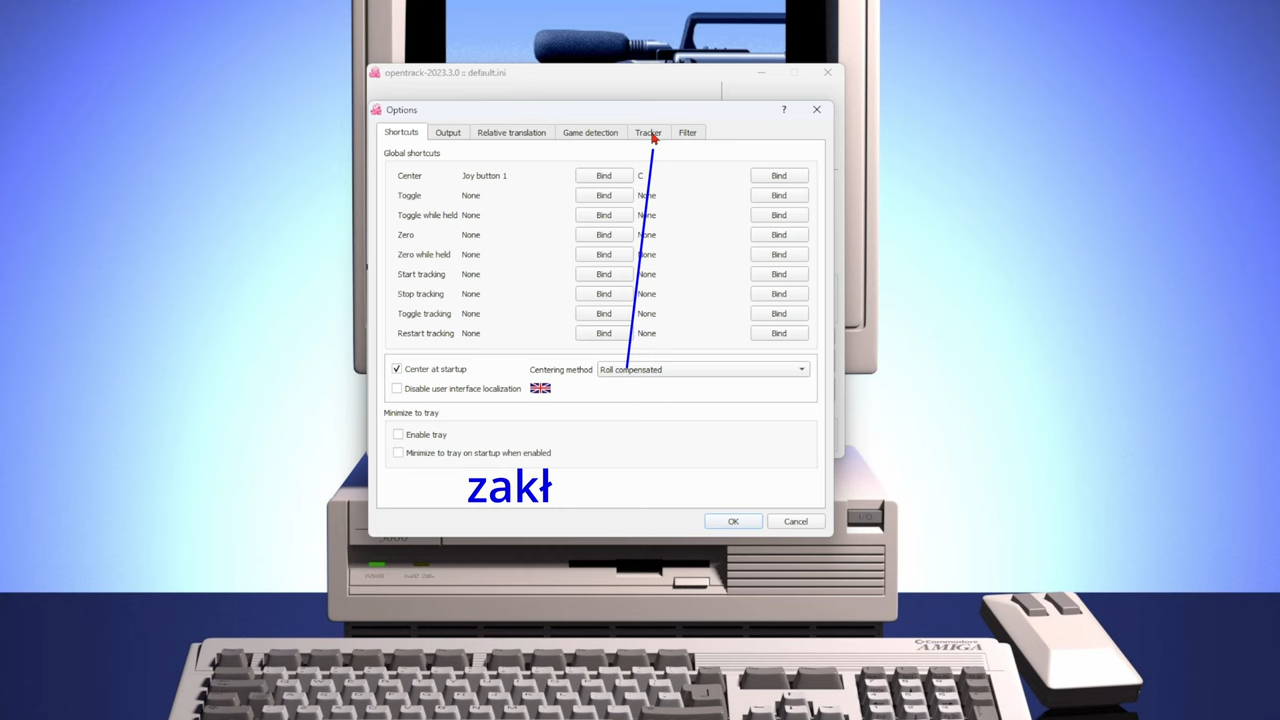 opentrack-2023.3.0 :: default.ini
Options
?
Shortcuts Output Relative translation Game detection Tracker Filter
Global shortcuts
Center Joy button 1 Bind C Bind
Toggle None Bind None Bind
Toggle while held None Bind None Bind
Zero None Bind None Bind
Zero while held None Bind None Bind
Start tracking None Bind None Bind
Stop tracking None Bind None Bind
Toggle tracking None Bind None Bind
Restart tracking None Bind None Bind
Center at startup Centering method Roll compensated
Disable user interface localization
Minimize to tray
Enable tray
Minimize to tray on startup when enabled
zakł
OK Cancel
I/O
Commodore
AMIGA